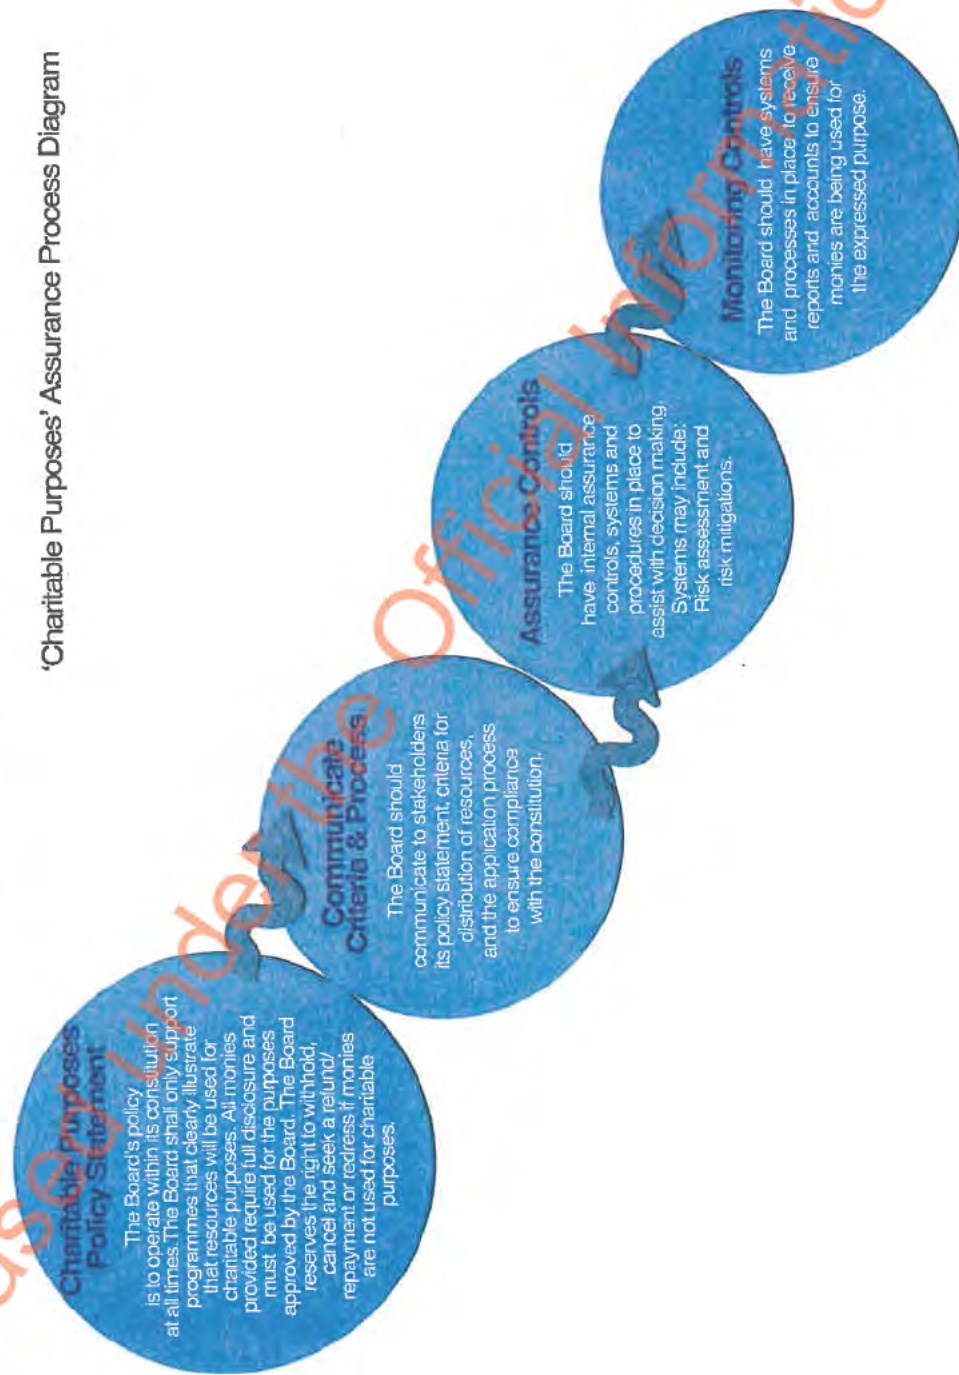 'Charitable Purposes' Assurance Process Diagram
Charitable Purposes
Policy Statement
The Board's policy
is to operate within its constitution
at all times. The Board shall only support
programmes that clearly illustrate
that resources will be used for
charitable purposes. All monies
provided require full disclosure and
must be used for the purposes
approved by the Board. The Board
reserves the right to withhold,
cancel and seek a refund/
repayment or redress if monies
are not used for charitable
purposes.
Communicate
Criteria & Process
The Board should
communicate to stakeholders
its policy statement, criteria for
distribution of resources,
and the application process
to ensure compliance
with the constitution.
Assurance Controls
The Board should
have internal assurance
controls, systems and
procedures in place to
assist with decision making.
Systems may include:
Risk assessment and
risk mitigations.
Monitoring Controls
The Board should have systems
and processes in place to receive
reports and accounts to ensure
monies are being used for
the expressed purpose.
under the Official